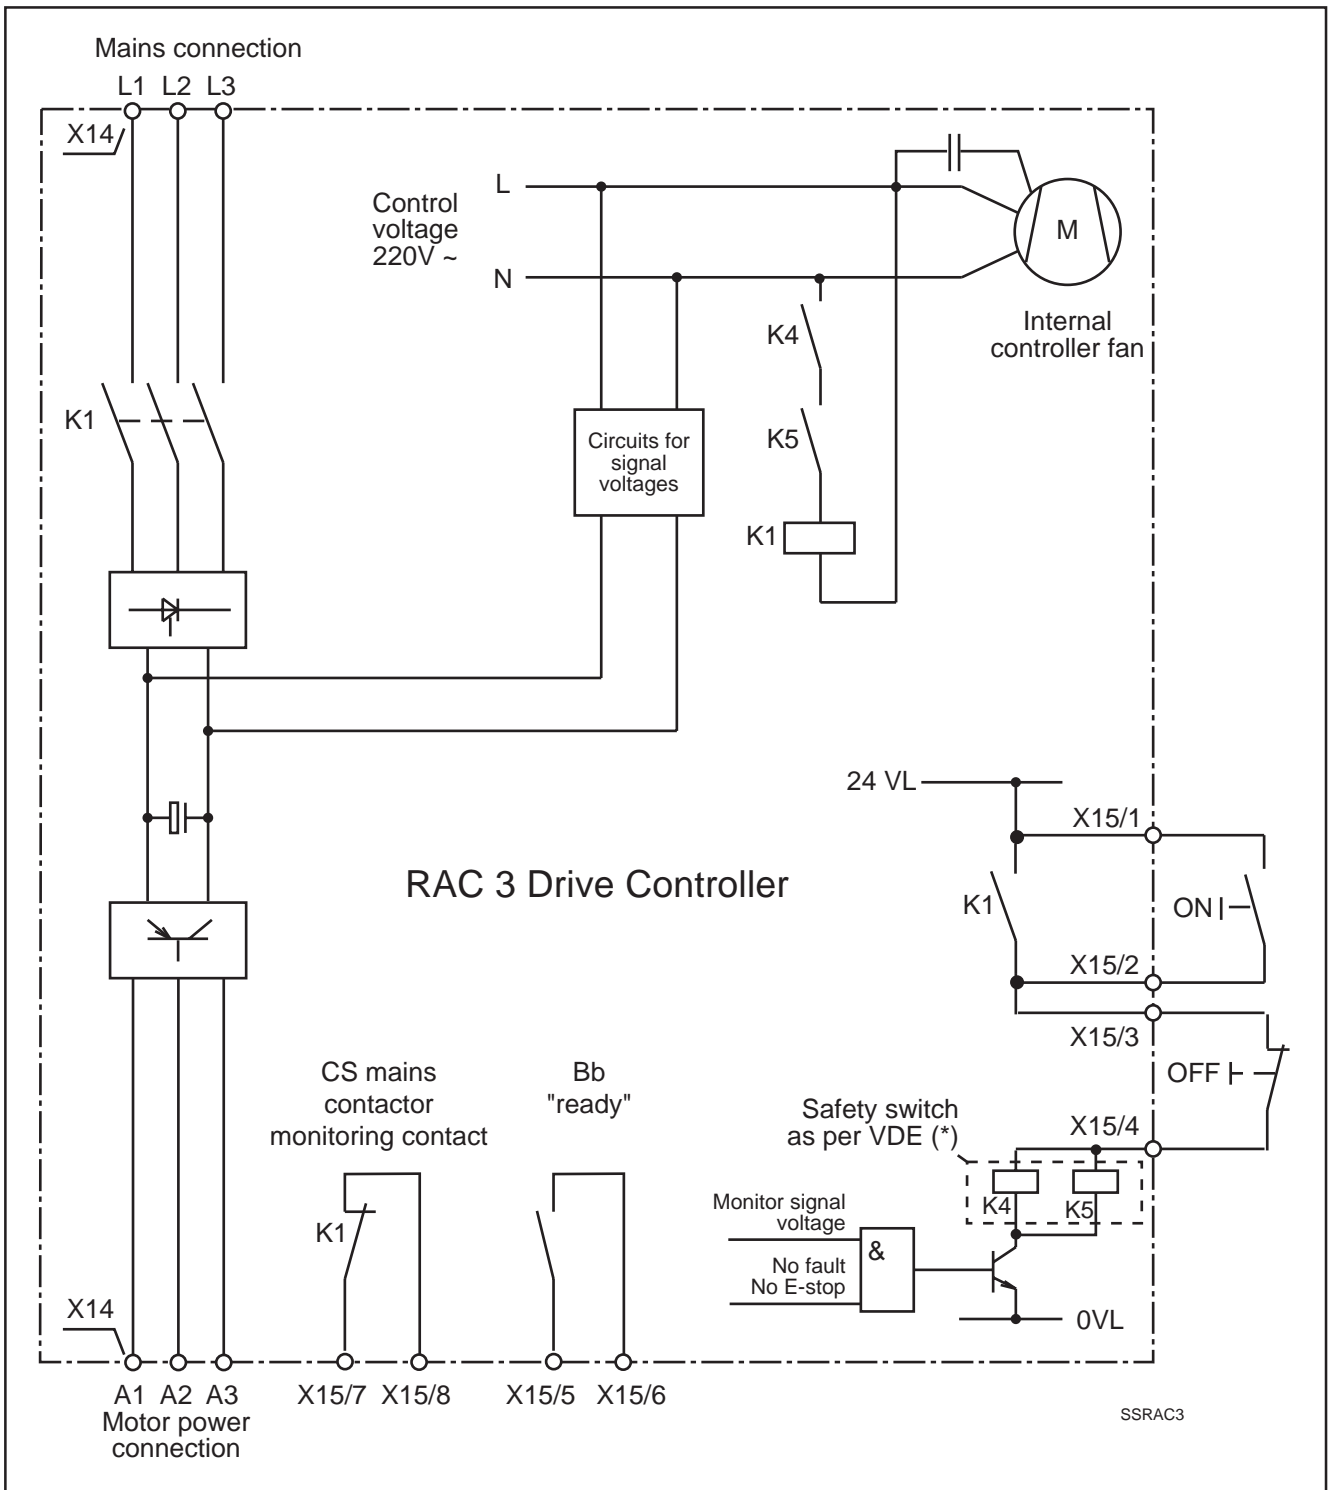 Mains connection
L1 L2 L3
X14
L
Control
voltage
220V ~
N
M
Internal
controller fan
K4
K1
K5
Circuits for
signal
voltages
K1
24 VL
X15/1
RAC 3 Drive Controller
K1
ON
X15/2
X15/3
OFF
CS mains
contactor
monitoring contact
Bb
"ready"
Safety switch
as per VDE (*)
X15/4
K4
K5
K1
Monitor signal
voltage
&
No fault
No E-stop
0VL
X14
A1 A2 A3
Motor power
connection
X15/7 X15/8
X15/5 X15/6
SSRAC3